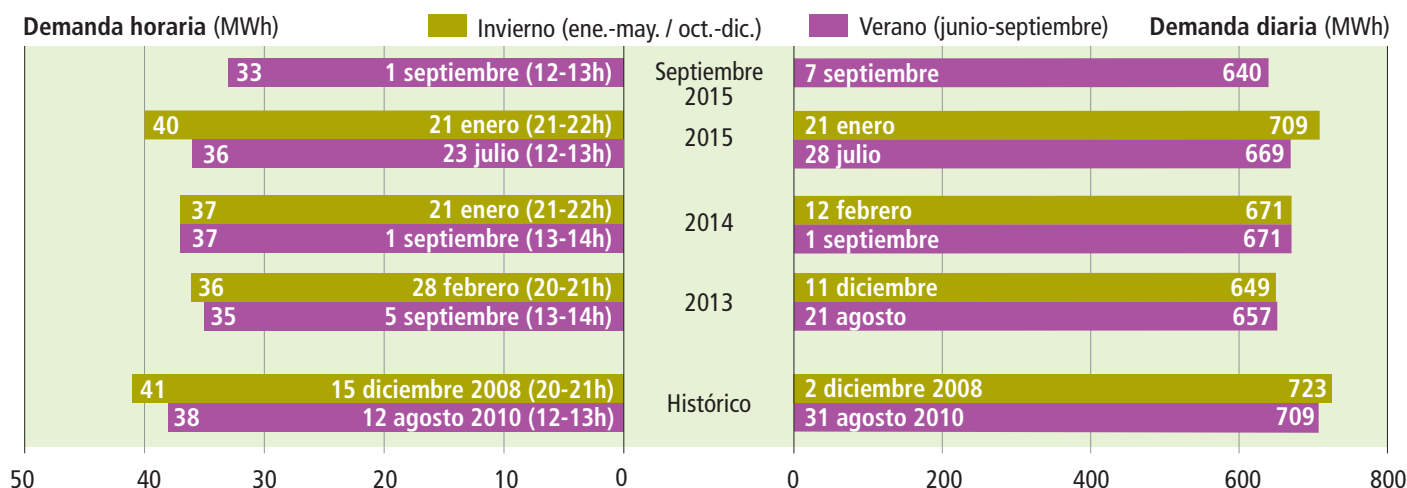 Demanda horaria (MWh)
Invierno (ene.-may. / oct.-dic.)
Verano (junio-septiembre)
Demanda diaria (MWh)
33 1 septiembre (12-13h)
Septiembre
2015
7 septiembre 640
40 21 enero (21-22h)
36 23 julio (12-13h)
2015
21 enero 709
28 julio 669
37 21 enero (21-22h)
37 1 septiembre (13-14h)
2014
12 febrero 671
1 septiembre 671
36 28 febrero (20-21h)
35 5 septiembre (13-14h)
2013
11 diciembre 649
21 agosto 657
41 15 diciembre 2008 (20-21h)
38 12 agosto 2010 (12-13h)
Histórico
2 diciembre 2008 723
31 agosto 2010 709
50 40 30 20 10 0
0 200 400 600 800